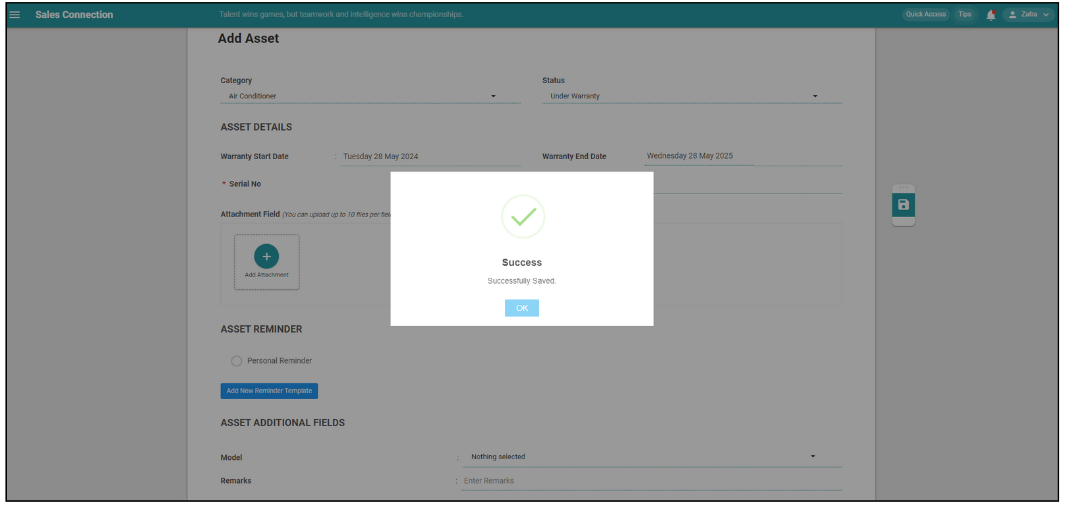 Sales Connection
Talent wins games, but teamwork and intelligence wins championships.
Quick Access Tips Zafra
Add Asset
Category Status
Air Conditioner Under Warranty
ASSET DETAILS
Warranty Start Date : Tuesday 28 May 2024 Warranty End Date Wednesday 28 May 2025
* Serial No
Attachment Field (You can upload up to 10 files per
Add Attachment
Success
Successfully Saved.
OK
ASSET REMINDER
Personal Reminder
Add New Reminder Template
ASSET ADDITIONAL FIELDS
Model : Nothing selected
Remarks : Enter Remarks